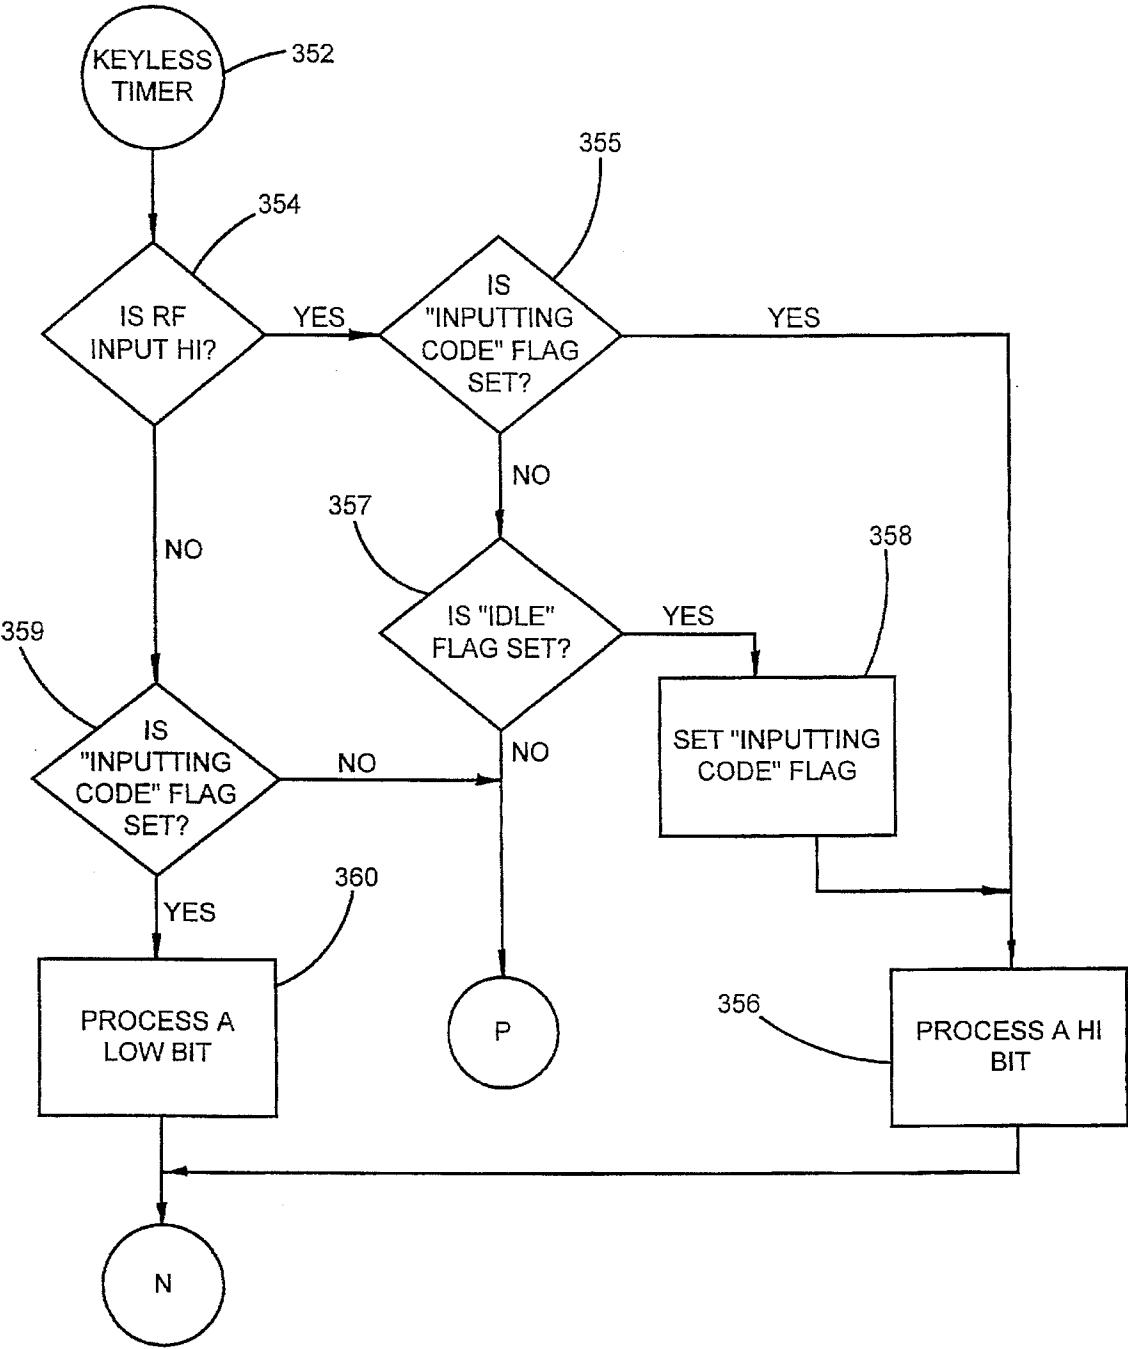 KEYLESS
TIMER
352
354
355
IS RF
INPUT HI?
YES
IS
"INPUTTING
CODE" FLAG
SET?
YES
NO
NO
357
IS "IDLE"
FLAG SET?
YES
358
SET "INPUTTING
CODE" FLAG
NO
359
IS
"INPUTTING
CODE" FLAG
SET?
NO
YES
360
PROCESS A
LOW BIT
P
356
PROCESS A HI
BIT
N